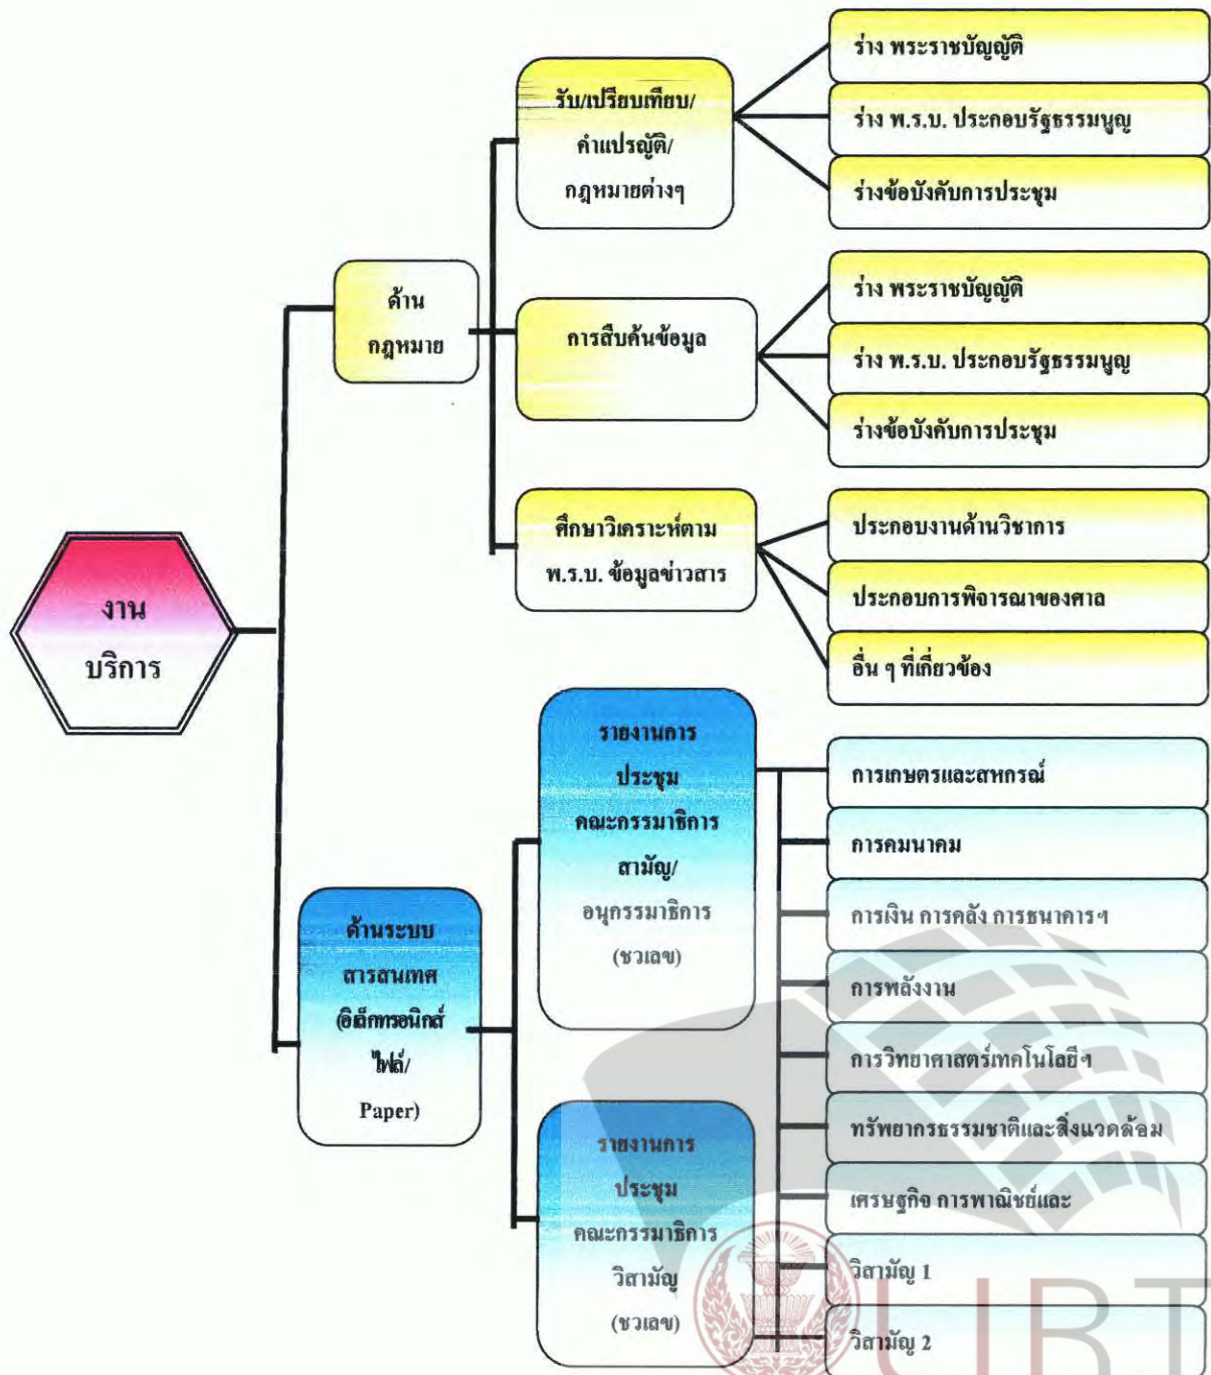 งาน
บริการ
ด้าน
กฎหมาย
รับ/เปรียบเทียบ/
คำแปรญัติ/
กฎหมายต่างๆ
ร่าง พระราชบัญญัติ
ร่าง พ.ร.บ. ประกอบรัฐธรรมนูญ
ร่างข้อบังคับการประชุม
การสืบค้นข้อมูล
ร่าง พระราชบัญญัติ
ร่าง พ.ร.บ. ประกอบรัฐธรรมนูญ
ร่างข้อบังคับการประชุม
ศึกษาวิเคราะห์ตาม
พ.ร.บ. ข้อมูลข่าวสาร
ประกอบงานด้านวิชาการ
ประกอบการพิจารณาของศาล
อื่น ๆ ที่เกี่ยวข้อง
ด้านระบบ
สารสนเทศ
(อิเล็กทรอนิกส์
ไฟล์/
Paper)
รายงานการ
ประชุม
คณะกรรมาธิการ
สามัญ/
อนุกรรมาธิการ
(ชวเลข)
รายงานการ
ประชุม
คณะกรรมาธิการ
วิสามัญ
(ชวเลข)
การเกษตรและสหกรณ์
การคมนาคม
การเงิน การคลัง การธนาคารฯ
การพลังงาน
การวิทยาศาสตร์เทคโนโลยีฯ
ทรัพยากรธรรมชาติและสิ่งแวดล้อม
เศรษฐกิจ การพาณิชย์และ
วิสามัญ 1
วิสามัญ 2